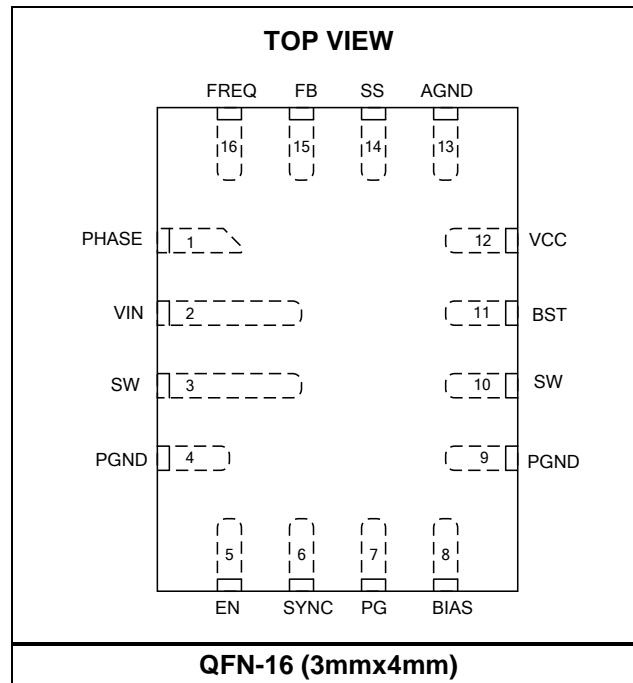 TOP VIEW
FREQ FB SS AGND
16 15 14 13
PHASE 1 12 VCC
VIN 2 11 BST
SW 3 10 SW
PGND 4 9 PGND
5 6 7 8
EN SYNC PG BIAS
QFN-16 (3mmx4mm)